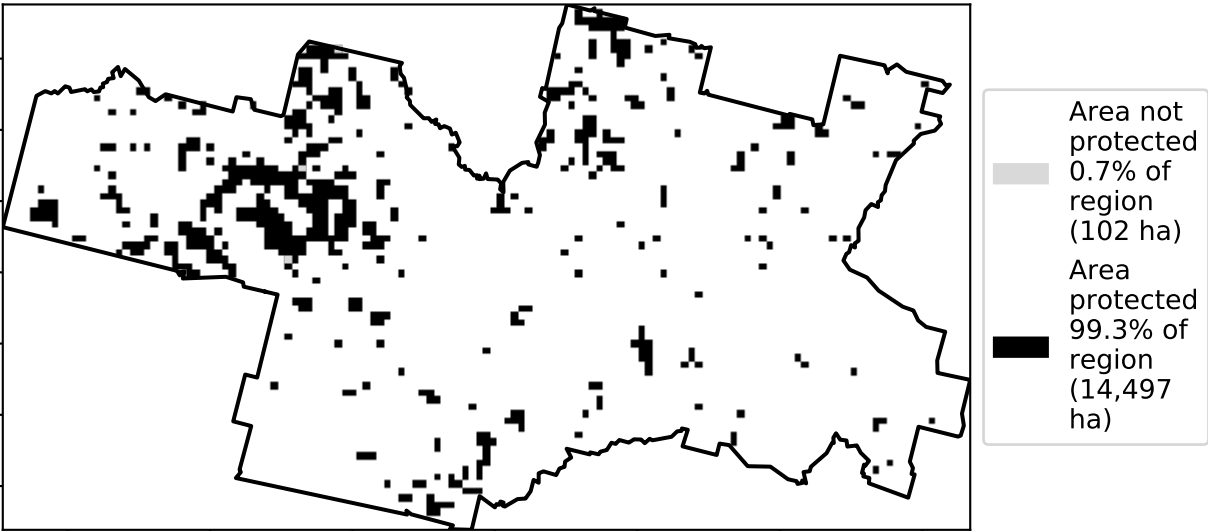 Area not
protected
0.7% of
region
(102 ha)
Area
protected
99.3% of
region
(14,497
ha)